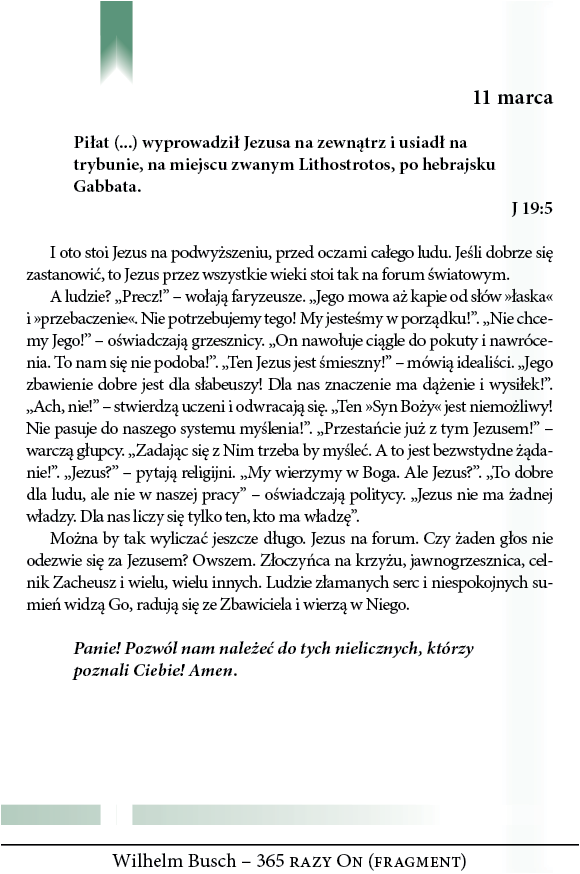 11 marca
Piłat (...) wyprowadził Jezusa na zewnątrz i usiadł na
trybunie, na miejscu zwanym Lithostrotos, po hebrajsku
Gabbata.
J 19:5
I oto stoi Jezus na podwyższeniu, przed oczami całego ludu. Jeśli dobrze się
zastanowić, to Jezus przez wszystkie wieki stoi tak na forum światowym.
A ludzie? „Precz!” – wołają faryzeusze. „Jego mowa aż kapie od słów »łaska«
i »przebaczenie«. Nie potrzebujemy tego! My jesteśmy w porządku!”. „Nie chce-
my Jego!” – oświadczają grzesznicy. „On nawołuje ciągle do pokuty i nawróce-
nia. To nam się nie podoba!”. „Ten Jezus jest śmieszny!” – mówią idealiści. „Jego
zbawienie dobre jest dla słabeuszy! Dla nas znaczenie ma dążenie i wysiłek!”.
„Ach, nie!” – stwierdzą uczeni i odwracają się. „Ten »Syn Boży« jest niemożliwy!
Nie pasuje do naszego systemu myślenia!”. „Przestańcie już z tym Jezusem!” –
warczą głupcy. „Zadając się z Nim trzeba by myśleć. A to jest bezwstydne żąda-
nie!”. „Jezus?” – pytają religijni. „My wierzymy w Boga. Ale Jezus?”. „To dobre
dla ludu, ale nie w naszej pracy” – oświadczają politycy. „Jezus nie ma żadnej
władzy. Dla nas liczy się tylko ten, kto ma władzę”.
Można by tak wyliczać jeszcze długo. Jezus na forum. Czy żaden głos nie
odezwie się za Jezusem? Owszem. Złoczyńca na krzyżu, jawnogrzesznica, cel-
nik Zacheusz i wielu, wielu innych. Ludzie złamanych serc i niespokojnych su-
mień widzą Go, radują się ze Zbawiciela i wierzą w Niego.
Panie! Pozwól nam należeć do tych nielicznych, którzy
poznali Ciebie! Amen.
Wilhelm Busch – 365 razy On (fragment)